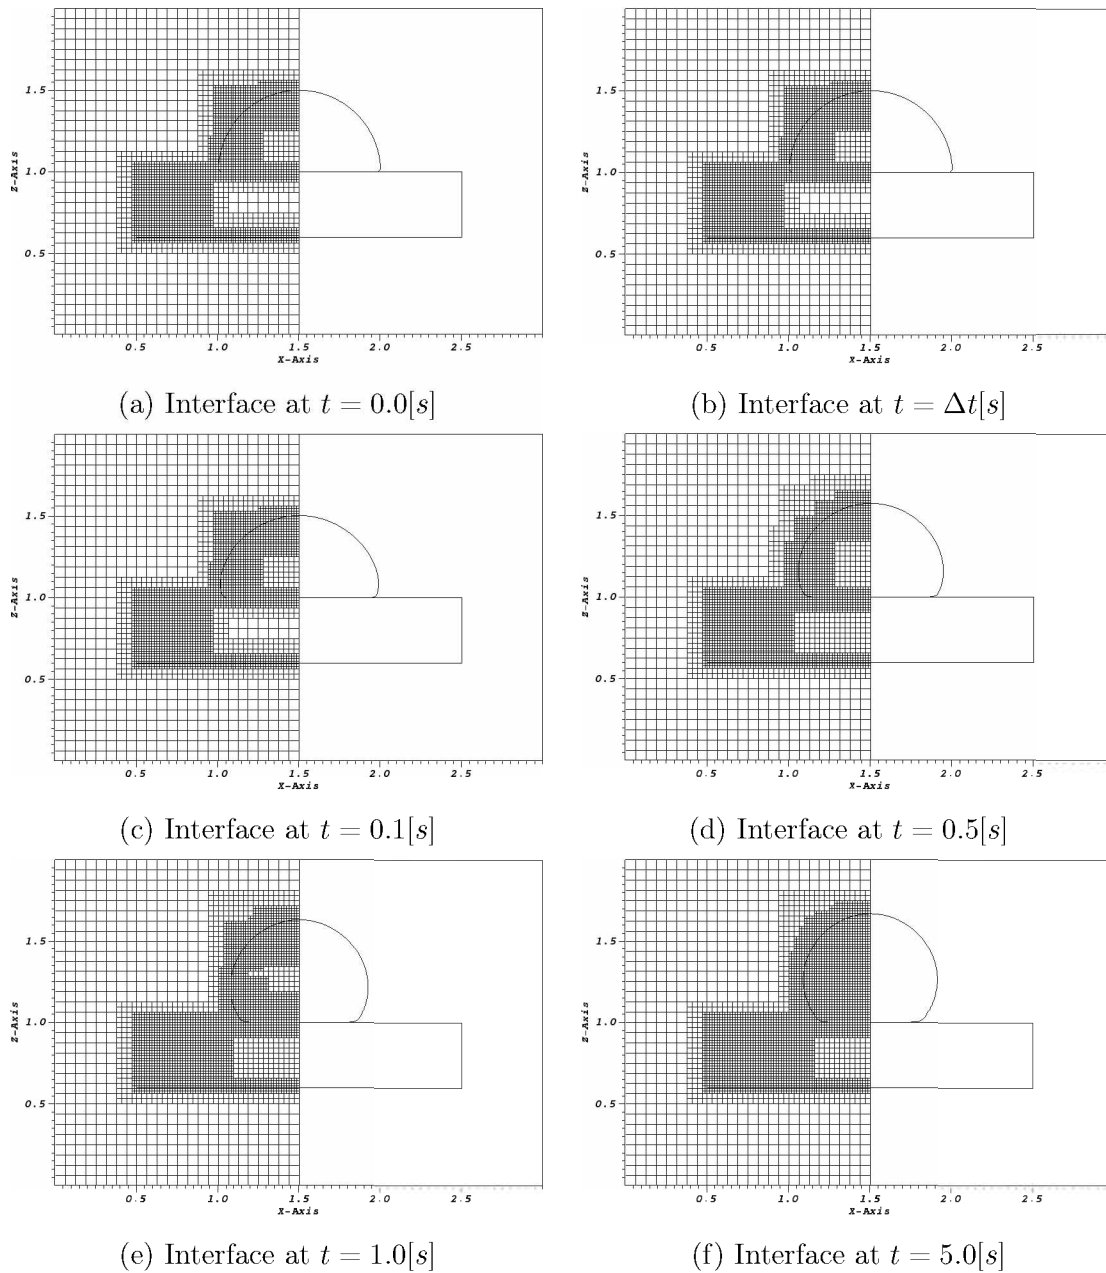 1.5
1.0
0.5
Z-Axis
0.5 1.0 1.5 2.0 2.5
X-Axis
1.5
1.0
0.5
Z-Axis
0.5 1.0 1.5 2.0 2.5
X-Axis
(a) Interface at t = 0.0[s]
(b) Interface at t = Δt[s]
1.5
1.0
0.5
Z-Axis
0.5 1.0 1.5 2.0 2.5
X-Axis
1.5
1.0
0.5
Z-Axis
0.5 1.0 1.5 2.0 2.5
X-Axis
(c) Interface at t = 0.1[s]
(d) Interface at t = 0.5[s]
1.5
1.0
0.5
Z-Axis
0.5 1.0 1.5 2.0 2.5
X-Axis
1.5
1.0
0.5
Z-Axis
0.5 1.0 1.5 2.0 2.5
X-Axis
(e) Interface at t = 1.0[s]
(f) Interface at t = 5.0[s]